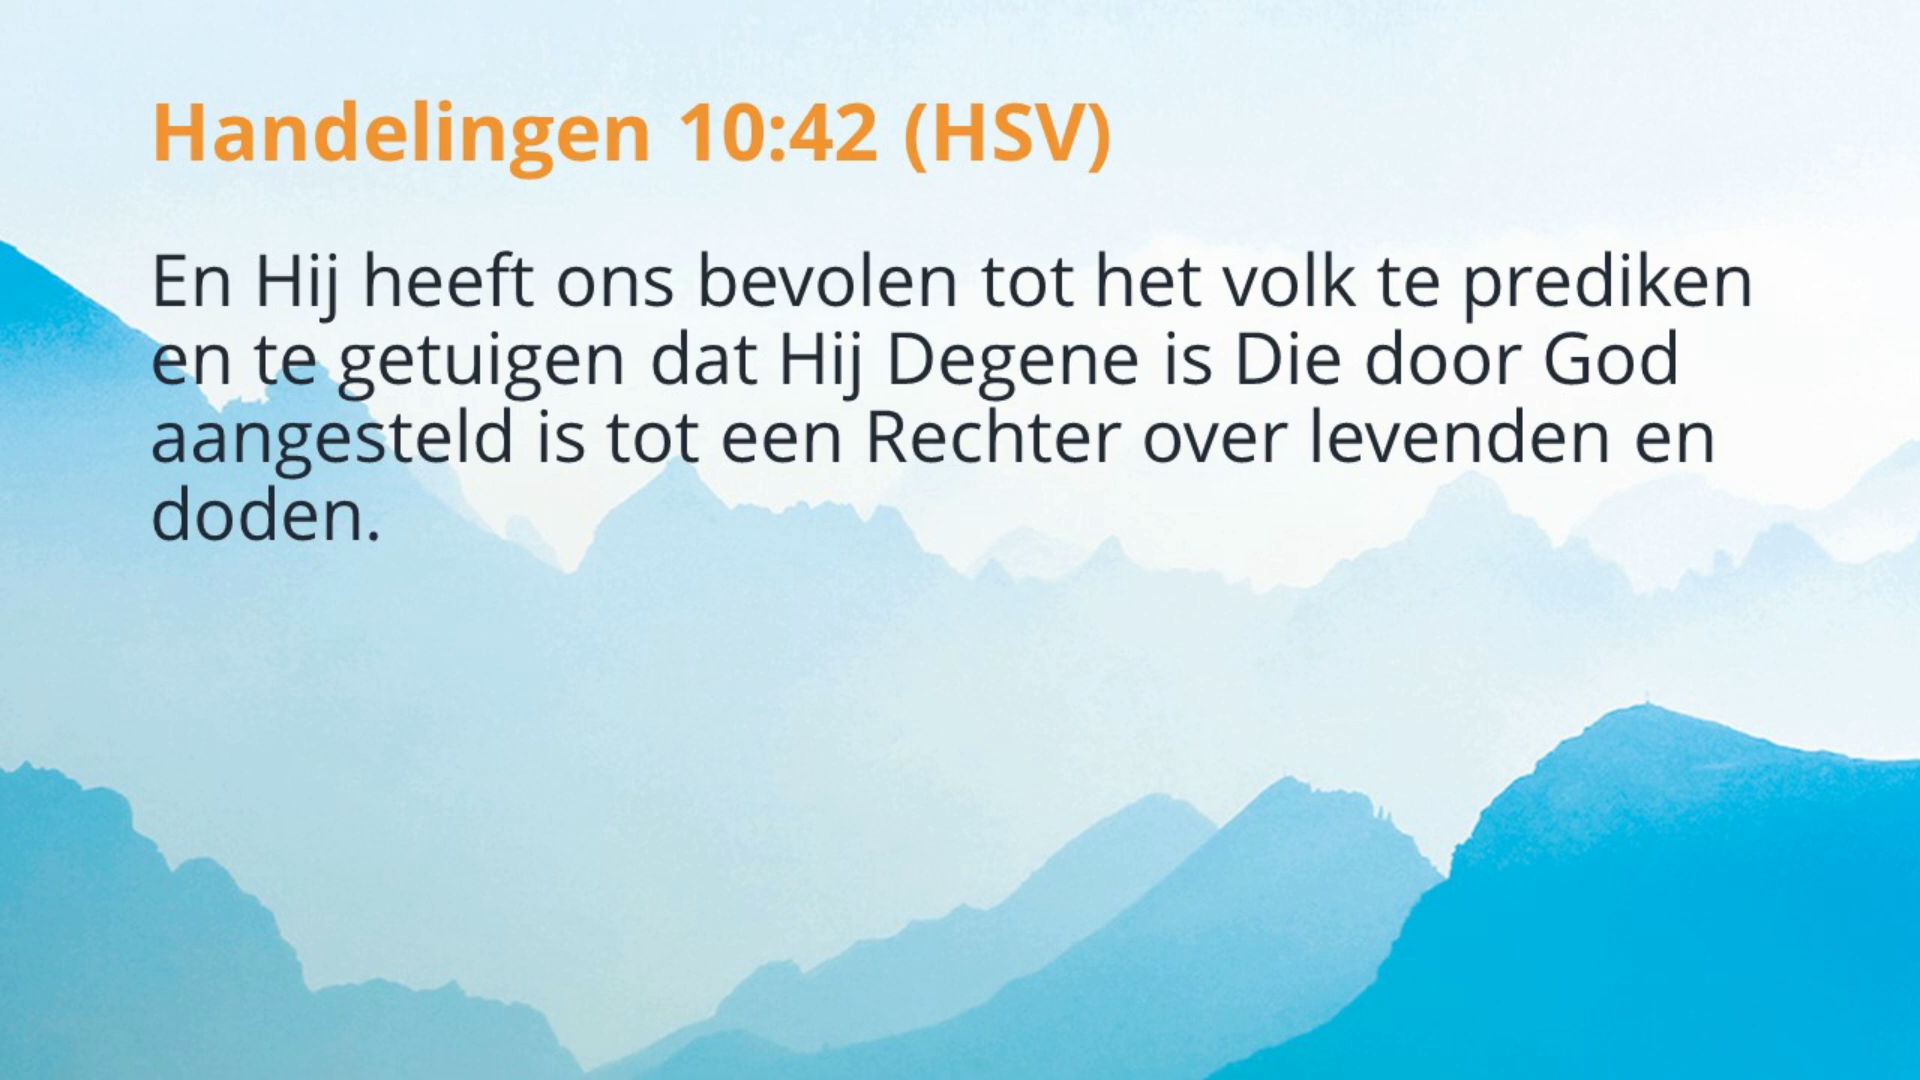 Handelingen 10:42 (HSV)
En Hij heeft ons bevolen tot het volk te prediken
en te getuigen dat Hij Degene is Die door God
aangesteld is tot een Rechter over levenden en
doden.